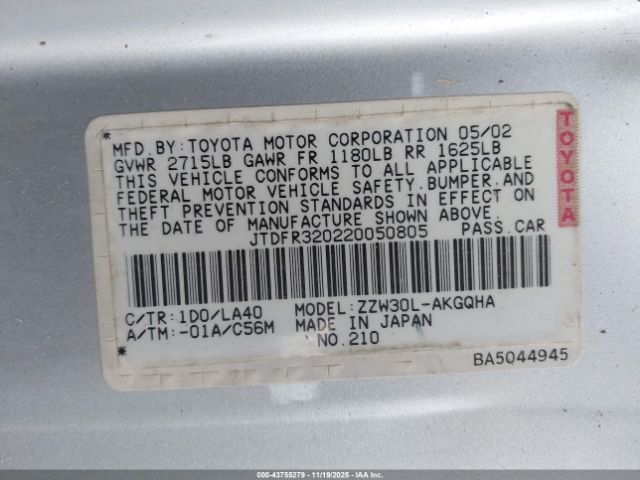 MFD. BY: TOYOTA MOTOR CORPORATION 05/02
GVWR 2715LB GAWR FR 1180LB RR 1625LB
THIS VEHICLE CONFORMS TO ALL APPLICABLE
FEDERAL MOTOR VEHICLE SAFETY, BUMPER, AND
THEFT PREVENTION STANDARDS IN EFFECT ON
THE DATE OF MANUFACTURE SHOWN ABOVE.
JTDFR320220050805 PASS. CAR
TOYOTA
C/TR: 1D0/LA40 MODEL: ZZW30L-AKGQHA
A/TM: -01A/C56M MADE IN JAPAN
NO. 210
BA5044945
000-43755279 - 11/19/2025 - IAA, Inc.